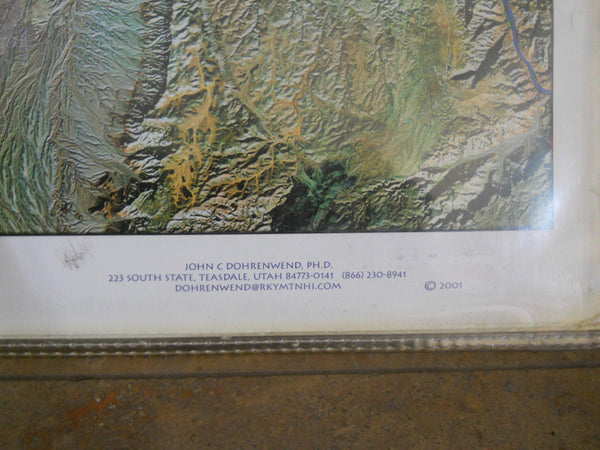 JOHN C DOHRENWEND, PH.D.
223 SOUTH STATE, TEASDALE, UTAH 84773-0141 (866) 230-8941
DOHRENWEND@RKYMTNHI.COM
© 2001